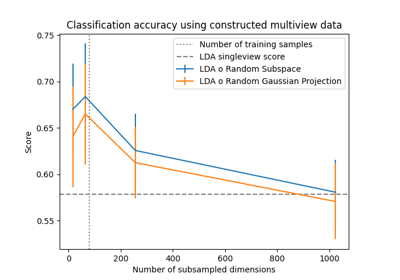 Classification accuracy using constructed multiview data
0.75
0.70
0.65
0.60
0.55
Score
Number of training samples
LDA singleview score
LDA o Random Subspace
LDA o Random Gaussian Projection
0 200 400 600 800 1000
Number of subsampled dimensions